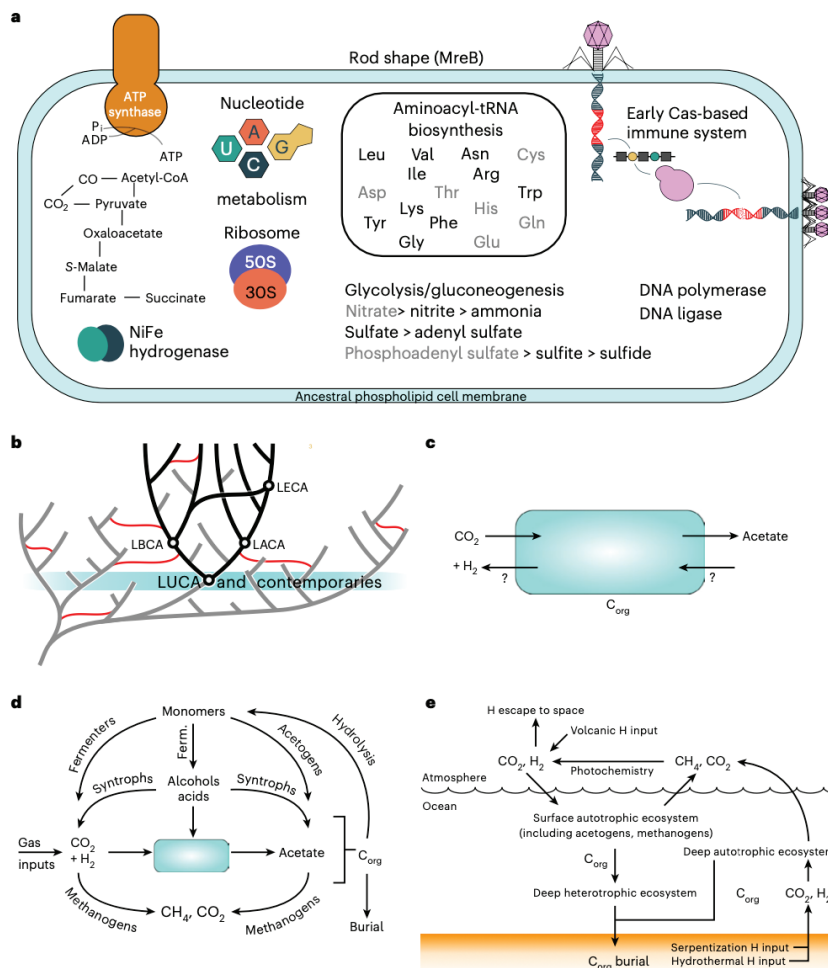 a
Rod shape (MreB)
ATP
synthase
Pi
ADP
ATP
CO
Acetyl-CoA
CO2
Pyruvate
Oxaloacetate
S-Malate
Fumarate
Succinate
NiFe
hydrogenase
Nucleotide
U
A
C
G
metabolism
Ribosome
50S
30S
Aminoacyl-tRNA
biosynthesis
Leu Val Asn Cys
Ile Arg
Asp Thr Trp
Lys His
Tyr Phe Gln
Gly Glu
Early Cas-based
immune system
Glycolysis/gluconeogenesis
Nitrate> nitrite > ammonia
Sulfate > adenyl sulfate
Phosphoadenyl sulfate > sulfite > sulfide
DNA polymerase
DNA ligase
Ancestral phospholipid cell membrane
b
LECA
LBCA
LACA
LUCA and contemporaries
c
CO2
+ H2
?
Acetate
?
Corg
d
Monomers
Fermenters
Ferm.
Acetogens
Hydrolysis
Syntrophs
Alcohols
acids
Syntrophs
Gas
inputs
CO2
+ H2
Acetate
Corg
Methanogens
CH4, CO2
Methanogens
Burial
e
H escape to space
Volcanic H input
CO2, H2
Photochemistry
CH4, CO2
Atmosphere
Ocean
Surface autotrophic ecosystem
(including acetogens, methanogens)
Corg
Deep autotrophic ecosystem
Deep heterotrophic ecosystem
Corg
CO2, H2
Serpentization H input
Hydrothermal H input
Corg burial